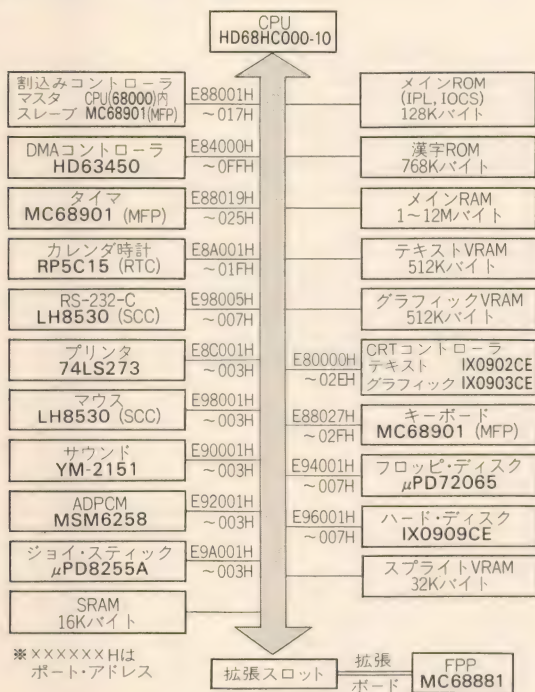 CPU
HD68HC000-10
割込みコントローラ
マスタ CPU(68000)内
スレーブ MC68901(MFP)
E88001H
～017H
DMAコントローラ
HD63450
E84000H
～0FFH
タイマ
MC68901 (MFP)
E88019H
～025H
カレンダ時計
RP5C15 (RTC)
E8A001H
～01FH
RS-232-C
LH8530 (SCC)
E98005H
～007H
プリンタ
74LS273
E8C001H
～003H
マウス
LH8530 (SCC)
E98001H
～003H
サウンド
YM-2151
E90001H
～003H
ADPCM
MSM6258
E92001H
～003H
ジョイ・スティック
μPD8255A
E9A001H
～003H
SRAM
16Kバイト
メインROM
(IPL, IOCS)
128Kバイト
漢字ROM
768Kバイト
メインRAM
1～12Mバイト
テキストVRAM
512Kバイト
グラフィックVRAM
512Kバイト
E80000H
～02EH
CRTコントローラ
テキスト IX0902CE
グラフィック IX0903CE
E88027H
～02FH
キーボード
MC68901 (MFP)
E94001H
～007H
フロッピ・ディスク
μPD72065
E96001H
～007H
ハード・ディスク
IX0909CE
スプライトVRAM
32Kバイト
※××××××Hは
ポート・アドレス
拡張スロット
拡張
ボード
FPP
MC68881